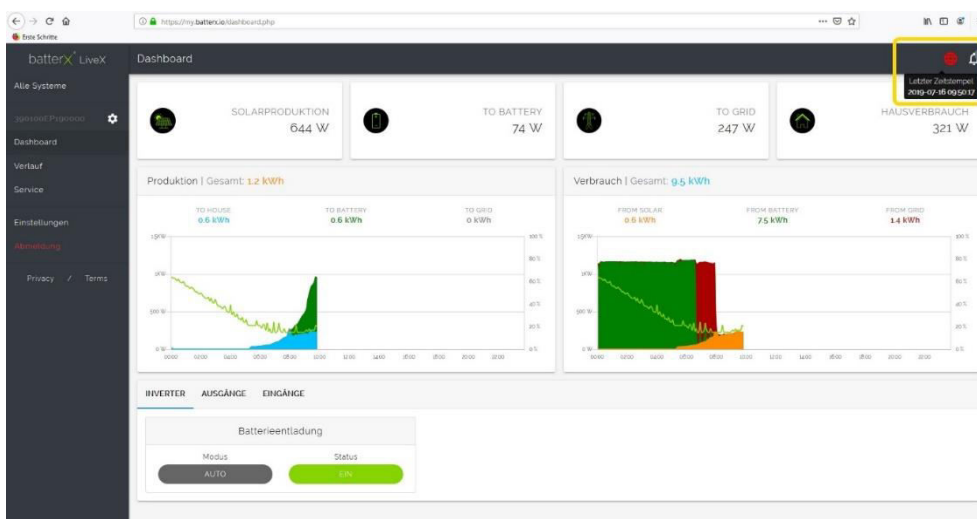 https://my.batterx.io/dashboard.php
Erste Schritte
batterX LiveX
Dashboard
Letzter Zeitstempel
2019-07-16 09:50:17
Alle Systeme
Dashboard
Verlauf
Service
Einstellungen
Abmeldung
Privacy / Terms
SOLARPRODUKTION
644 W
TO BATTERY
74 W
TO GRID
247 W
HAUSVERBRAUCH
321 W
Produktion | Gesamt: 1.2 kWh
TO HOUSE
0.6 kWh
TO BATTERY
0.6 kWh
TO GRID
0 kWh
Verbrauch | Gesamt: 9.5 kWh
FROM SOLAR
0.6 kWh
FROM BATTERY
7.5 kWh
FROM GRID
1.4 kWh
INVERTER AUSGÄNGE EINGÄNGE
Batterieentladung
Modus Status
AUTO EIN